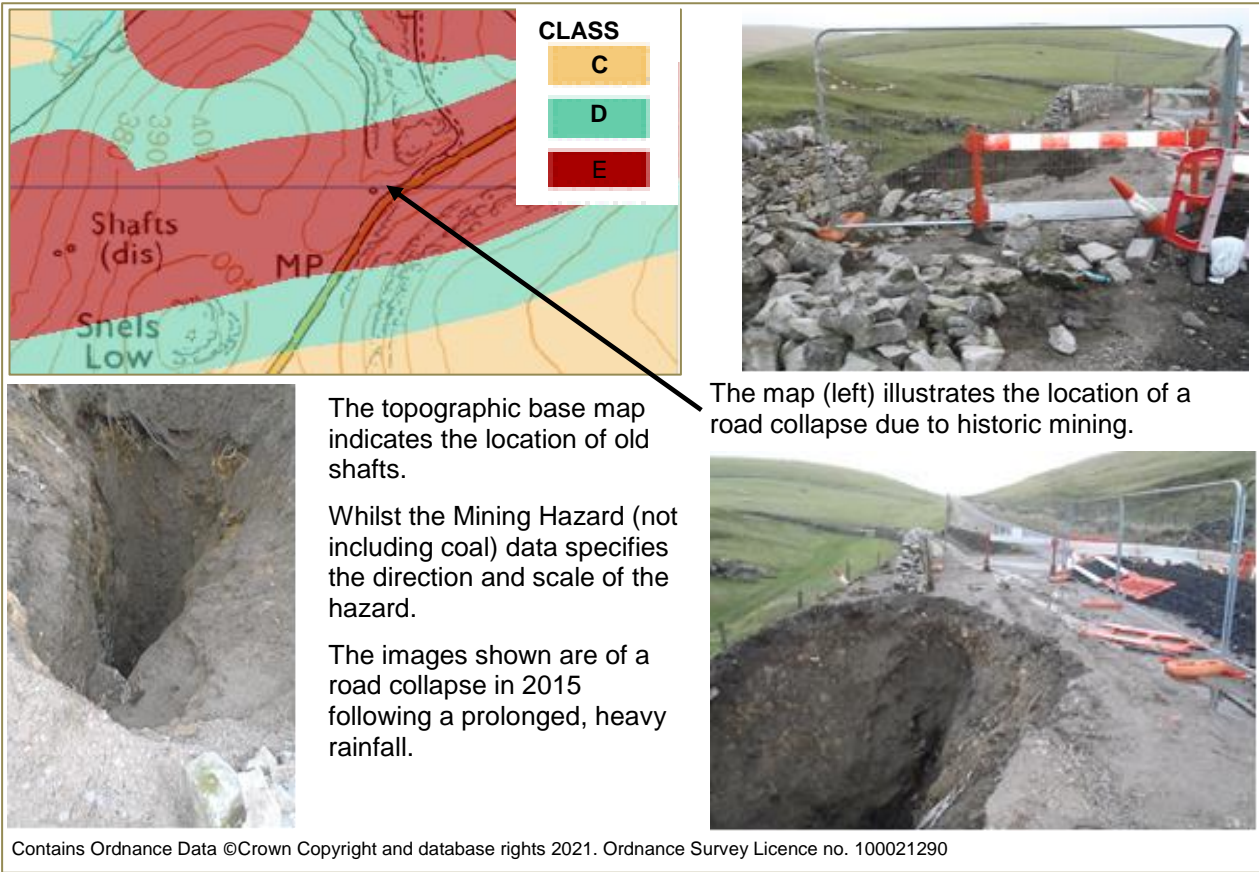 CLASS
C
D
E
380
390
400
Shafts
(dis)
MP
400
Snels
Low
The map (left) illustrates the location of a
road collapse due to historic mining.
The topographic base map
indicates the location of old
shafts.
Whilst the Mining Hazard (not
including coal) data specifies
the direction and scale of the
hazard.
The images shown are of a
road collapse in 2015
following a prolonged, heavy
rainfall.
Contains Ordnance Data ©Crown Copyright and database rights 2021. Ordnance Survey Licence no. 100021290